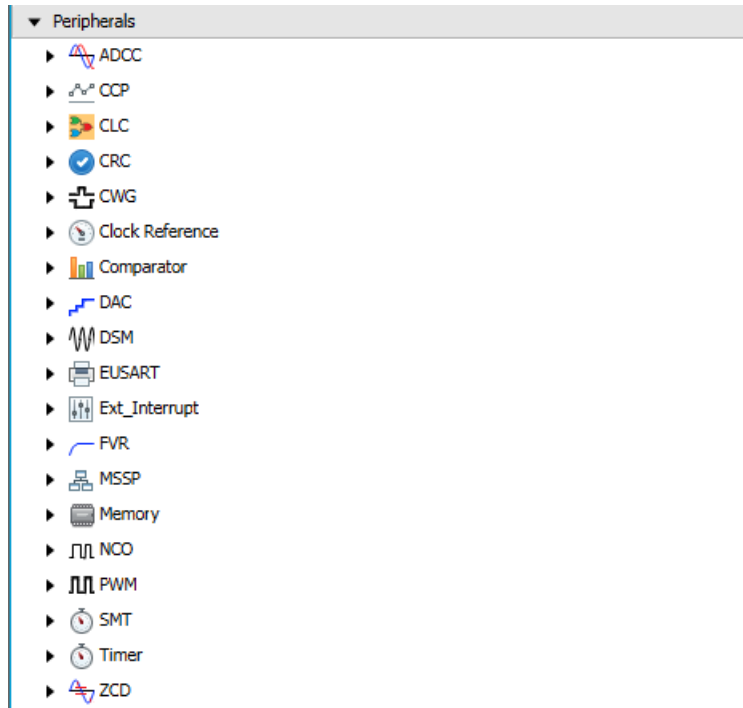 Peripherals
ADCC
CCP
CLC
CRC
CWG
Clock Reference
Comparator
DAC
DSM
EUSART
Ext_Interrupt
FVR
MSSP
Memory
NCO
PWM
SMT
Timer
ZCD